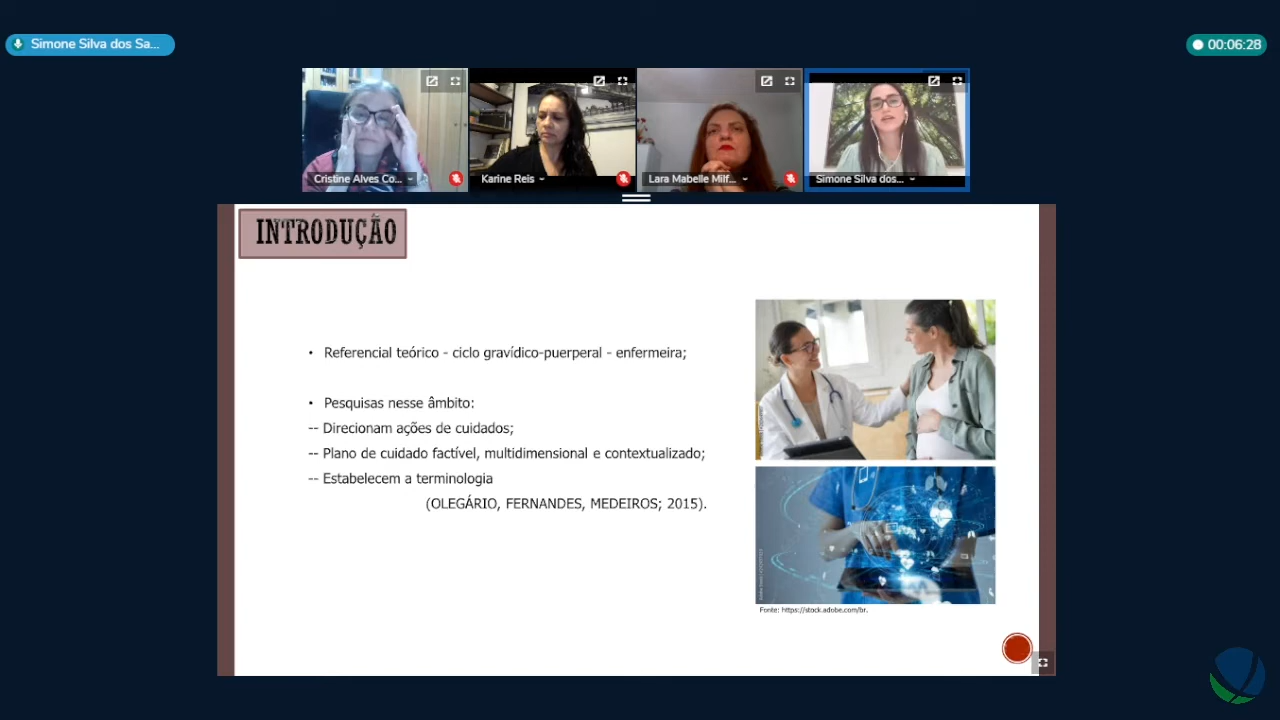 Simone Silva dos Sa...
00:06:28
Cristine Alves Co...
Karine Reis
Lara Mabelle Milf...
Simone Silva dos...
INTRODUÇÃO
• Referencial teórico - ciclo gravídico-puerperal - enfermeira;
• Pesquisas nesse âmbito:
-- Direcionam ações de cuidados;
-- Plano de cuidado factível, multidimensional e contextualizado;
-- Estabelecem a terminologia
(OLEGÁRIO, FERNANDES, MEDEIROS; 2015).
Fonte: https://stock.adobe.com/br.